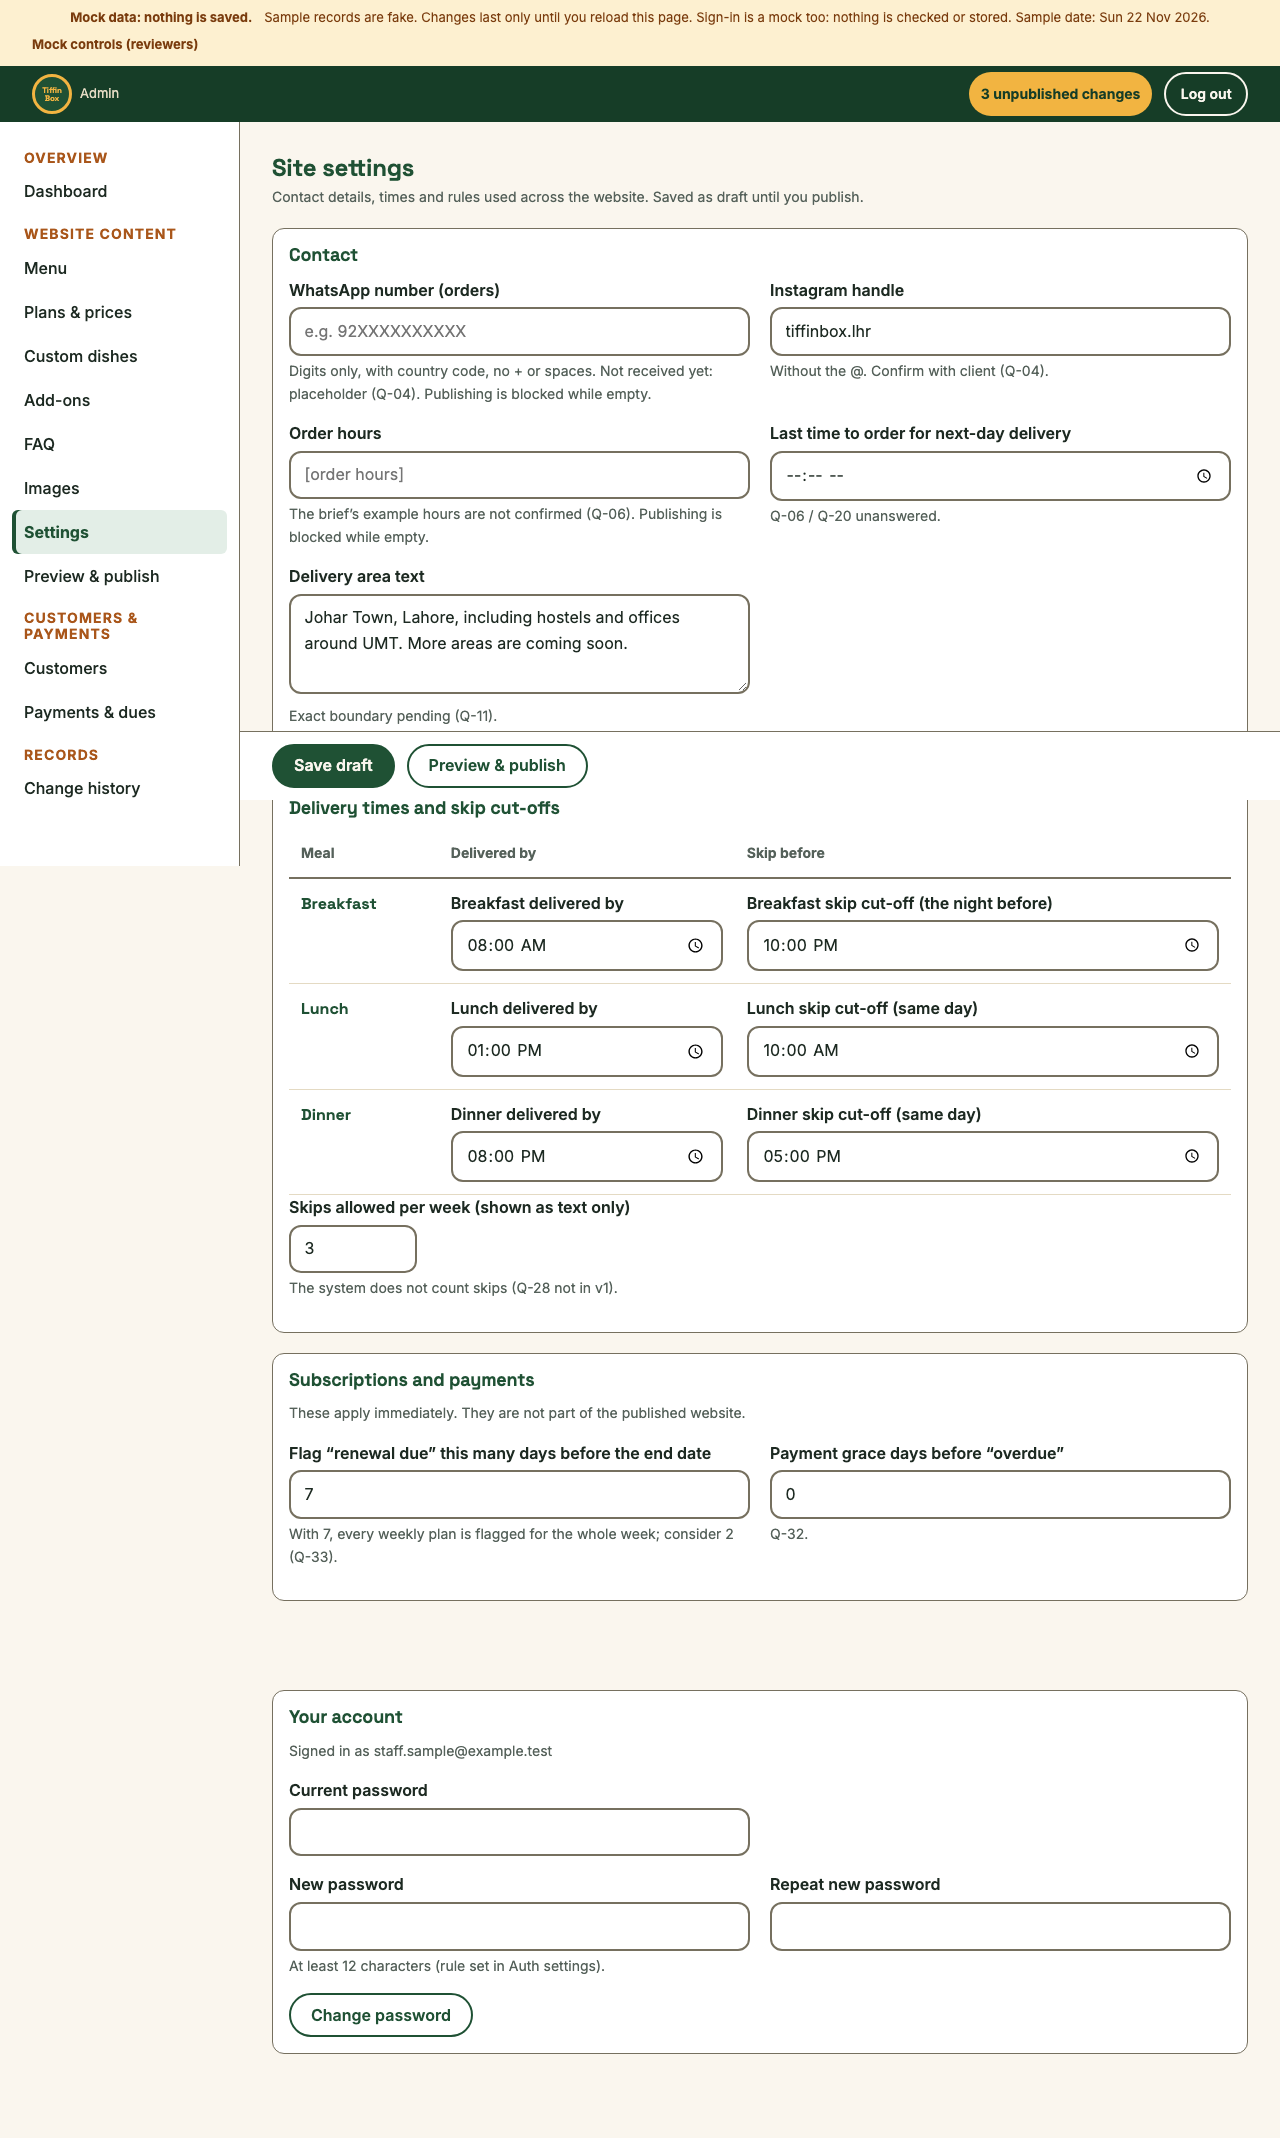 Mock data: nothing is saved. Sample records are fake. Changes last only until you reload this page. Sign-in is a mock too: nothing is checked or stored. Sample date: Sun 22 Nov 2026.
Mock controls (reviewers)
Tiffin
Box
Admin
3 unpublished changes
Log out
OVERVIEW
Dashboard
WEBSITE CONTENT
Menu
Plans & prices
Custom dishes
Add-ons
FAQ
Images
Settings
Preview & publish
CUSTOMERS &
PAYMENTS
Customers
Payments & dues
RECORDS
Change history
Site settings
Contact details, times and rules used across the website. Saved as draft until you publish.
Contact
WhatsApp number (orders)
e.g. 92XXXXXXXXXX
Digits only, with country code, no + or spaces. Not received yet:
placeholder (Q-04). Publishing is blocked while empty.
Instagram handle
tiffinbox.lhr
Without the @. Confirm with client (Q-04).
Order hours
[order hours]
The brief’s example hours are not confirmed (Q-06). Publishing is
blocked while empty.
Last time to order for next-day delivery
--:-- --
Q-06 / Q-20 unanswered.
Delivery area text
Johar Town, Lahore, including hostels and offices
around UMT. More areas are coming soon.
Exact boundary pending (Q-11).
Save draft
Preview & publish
Delivery times and skip cut-offs
Meal Delivered by Skip before
Breakfast
Breakfast delivered by
08:00 AM
Breakfast skip cut-off (the night before)
10:00 PM
Lunch
Lunch delivered by
01:00 PM
Lunch skip cut-off (same day)
10:00 AM
Dinner
Dinner delivered by
08:00 PM
Dinner skip cut-off (same day)
05:00 PM
Skips allowed per week (shown as text only)
3
The system does not count skips (Q-28 not in v1).
Subscriptions and payments
These apply immediately. They are not part of the published website.
Flag “renewal due” this many days before the end date
7
With 7, every weekly plan is flagged for the whole week; consider 2
(Q-33).
Payment grace days before “overdue”
0
Q-32.
Your account
Signed in as staff.sample@example.test
Current password
New password
Repeat new password
At least 12 characters (rule set in Auth settings).
Change password